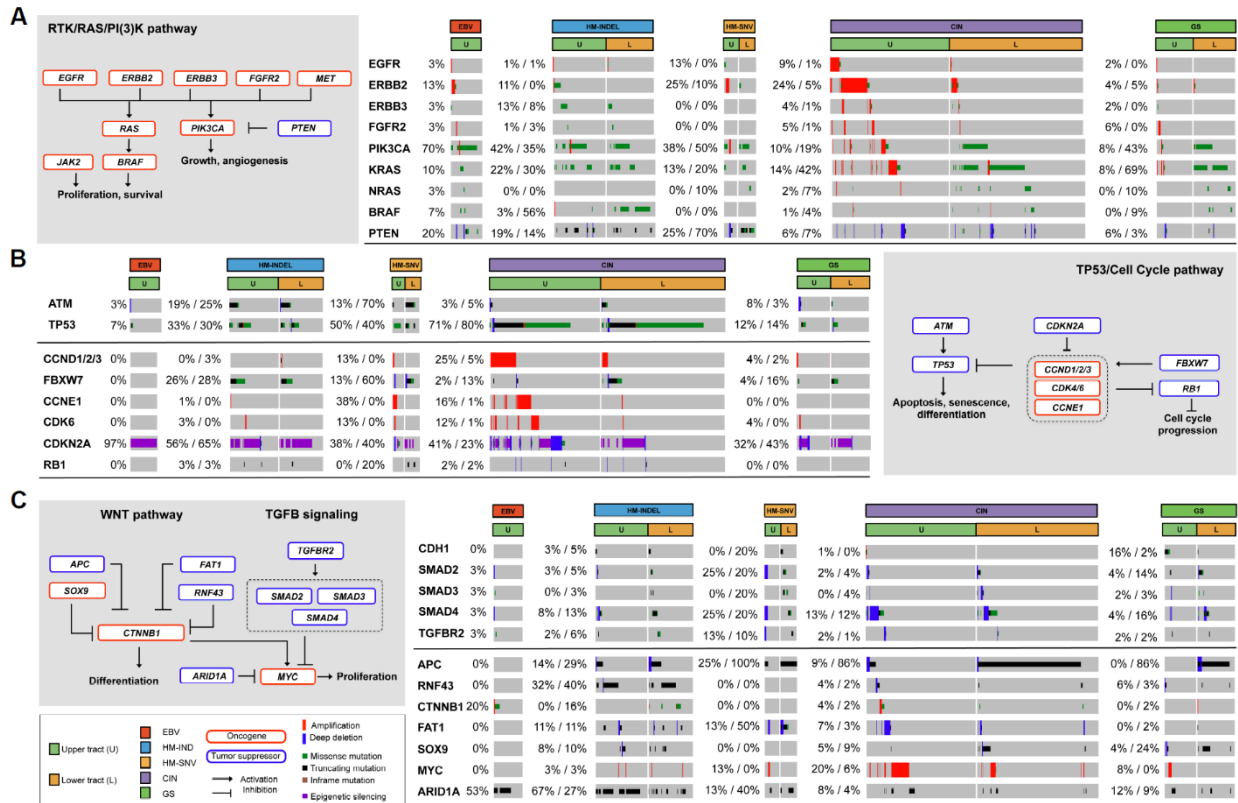 A
RTK/RAS/PI(3)K pathway
EGFR ERBB2 ERBB3 FGFR2 MET
RAS PIK3CA PTEN
JAK2 BRAF Growth, angiogenesis
Proliferation, survival
EBV HM-INDEL HM-SNV CIN GS
U U L U L U L U L
EGFR 3% 1% / 1% 13% / 0% 9% / 1% 2% / 0%
ERBB2 13% 11% / 0% 25% / 10% 24% / 5% 4% / 5%
ERBB3 3% 13% / 8% 0% / 0% 4% / 1% 2% / 0%
FGFR2 3% 1% / 3% 0% / 0% 5% / 1% 6% / 0%
PIK3CA 70% 42% / 35% 38% / 50% 10% / 19% 8% / 43%
KRAS 10% 22% / 30% 13% / 20% 14% / 42% 8% / 69%
NRAS 3% 0% / 0% 0% / 10% 2% / 7% 0% / 10%
BRAF 7% 3% / 56% 0% / 0% 1% / 4% 0% / 9%
PTEN 20% 19% / 14% 25% / 70% 6% / 7% 6% / 3%
B
EBV HM-INDEL HM-SNV CIN GS
U U L U L U L U L
ATM 3% 19% / 25% 13% / 70% 3% / 5% 8% / 3%
TP53 7% 33% / 30% 50% / 40% 71% / 80% 12% / 14%
CCND1/2/3 0% 0% / 3% 13% / 0% 25% / 5% 4% / 2%
FBXW7 0% 26% / 28% 13% / 60% 2% / 13% 4% / 16%
CCNE1 0% 1% / 0% 38% / 0% 16% / 1% 0% / 0%
CDK6 0% 3% / 0% 13% / 0% 12% / 1% 4% / 0%
CDKN2A 97% 56% / 65% 38% / 40% 41% / 23% 32% / 43%
RB1 0% 3% / 3% 0% / 20% 2% / 2% 0% / 0%
TP53/Cell Cycle pathway
ATM CDKN2A
TP53 CCND1/2/3 FBXW7
CDK4/6 RB1
Apoptosis, senescence,
differentiation
CCNE1
Cell cycle
progression
C
WNT pathway TGFB signaling
APC FAT1 TGFBR2
SOX9 RNF43 SMAD2 SMAD3
SMAD4
CTNNB1
Differentiation ARID1A MYC Proliferation
Upper tract (U)
Lower tract (L)
EBV
HM-IND
HM-SNV
CIN
GS
Oncogene
Tumor suppressor
Activation
Inhibition
Amplification
Deep deletion
Missense mutation
Truncating mutation
Inframe mutation
Epigenetic silencing
EBV HM-INDEL HM-SNV CIN GS
U U L U L U L U L
CDH1 0% 3% / 5% 0% / 20% 1% / 0% 16% / 2%
SMAD2 3% 3% / 5% 25% / 20% 2% / 4% 4% / 14%
SMAD3 3% 0% / 3% 0% / 20% 0% / 4% 2% / 3%
SMAD4 3% 8% / 13% 25% / 20% 13% / 12% 4% / 16%
TGFBR2 3% 2% / 6% 13% / 10% 2% / 1% 2% / 2%
APC 0% 14% / 29% 25% / 100% 9% / 86% 0% / 86%
RNF43 0% 32% / 40% 0% / 0% 4% / 2% 6% / 3%
CTNNB1 20% 0% / 16% 0% / 0% 4% / 2% 0% / 2%
FAT1 0% 11% / 11% 13% / 50% 7% / 3% 0% / 2%
SOX9 0% 8% / 10% 0% / 0% 5% / 9% 4% / 24%
MYC 0% 3% / 3% 13% / 0% 20% / 6% 8% / 0%
ARID1A 53% 67% / 27% 13% / 40% 8% / 4% 12% / 9%